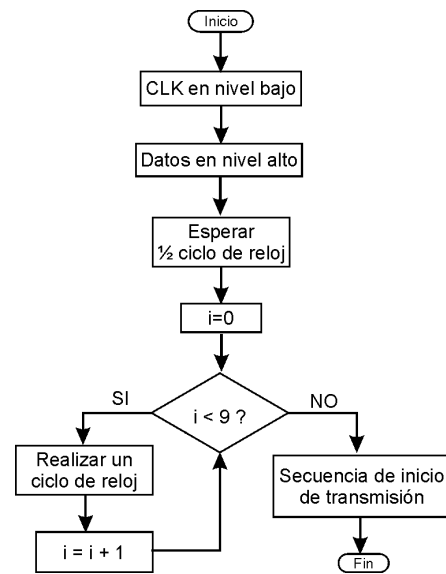 Inicio
CLK en nivel bajo
Datos en nivel alto
Esperar
½ ciclo de reloj
i=0
i < 9 ?
SI
NO
Realizar un
ciclo de reloj
i = i + 1
Secuencia de inicio
de transmisión
Fin